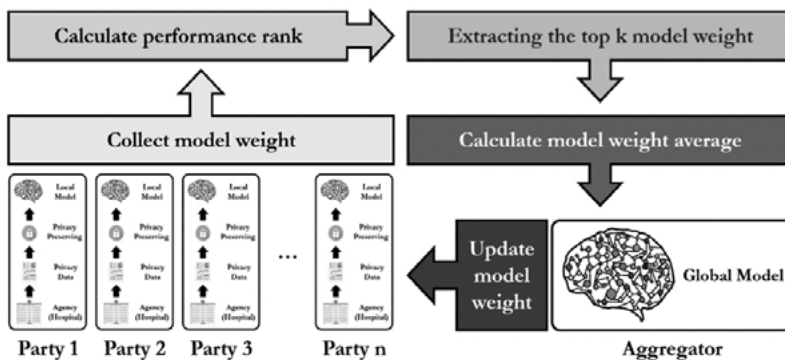 Calculate performance rank
Extracting the top k model weight
Collect model weight
Calculate model weight average
Local
Model
Privacy
Preserving
Privacy
Data
Agency
(Hospital)
Party 1
Local
Model
Privacy
Preserving
Privacy
Data
Agency
(Hospital)
Party 2
Local
Model
Privacy
Preserving
Privacy
Data
Agency
(Hospital)
Party 3
...
Local
Model
Privacy
Preserving
Privacy
Data
Agency
(Hospital)
Party n
Update
model
weight
Global Model
Aggregator